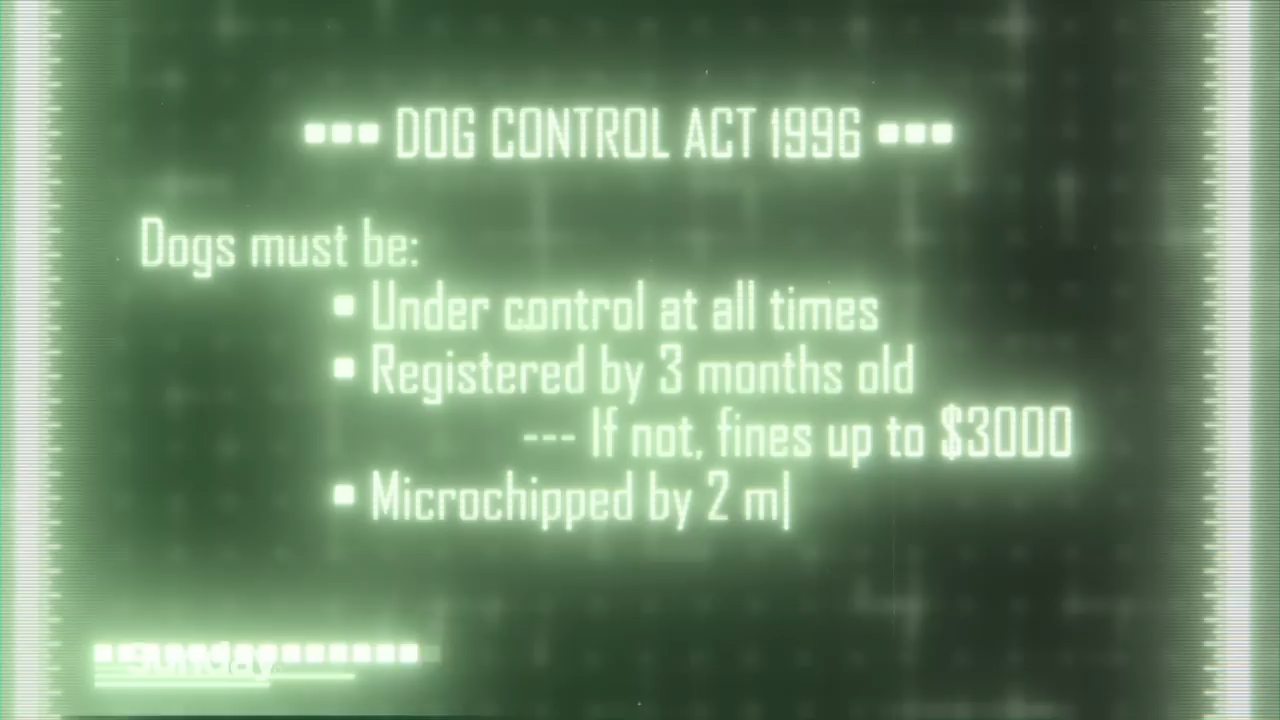 DOG CONTROL ACT 1996
Dogs must be:
▪ Under control at all times
▪ Registered by 3 months old
--- If not, fines up to $3000
▪ Microchipped by 2 m|
Sunday